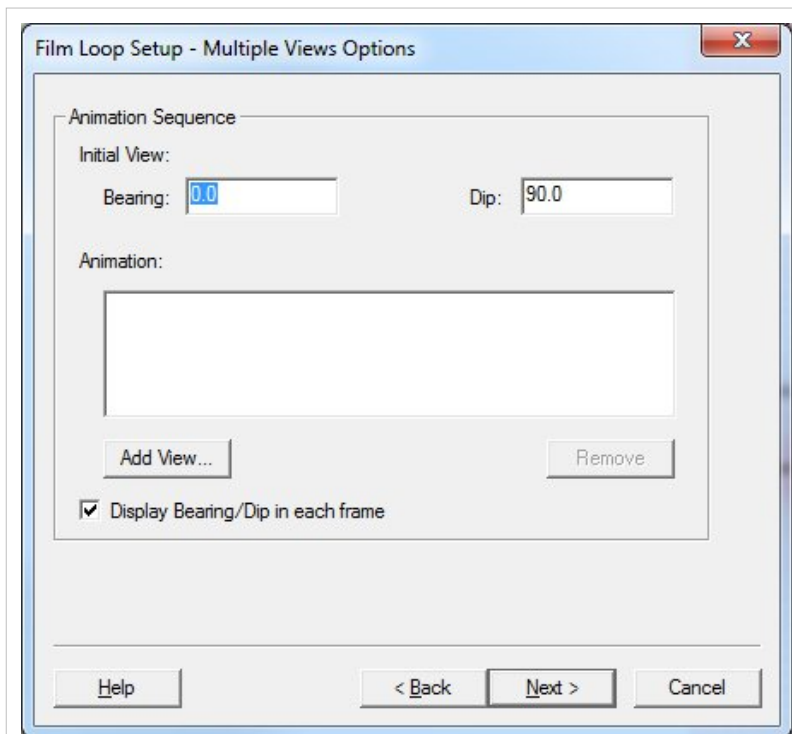 Film Loop Setup - Multiple Views Options
Animation Sequence
Initial View:
Bearing: 0.0 Dip: 90.0
Animation:
Add View... Remove
Display Bearing/Dip in each frame
Help < Back Next > Cancel